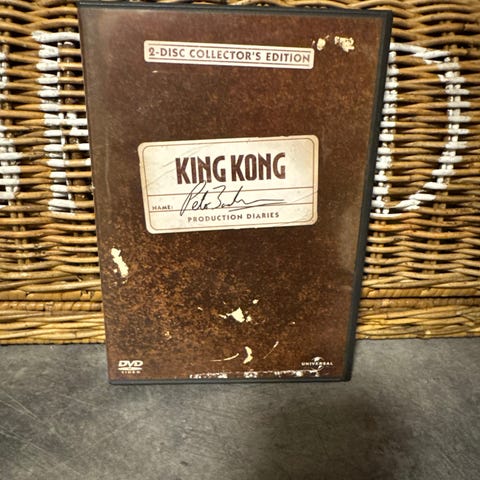 2-DISC COLLECTOR'S EDITION
KING KONG
NAME:
PRODUCTION DIARIES
DVD
VIDEO
UNIVERSAL